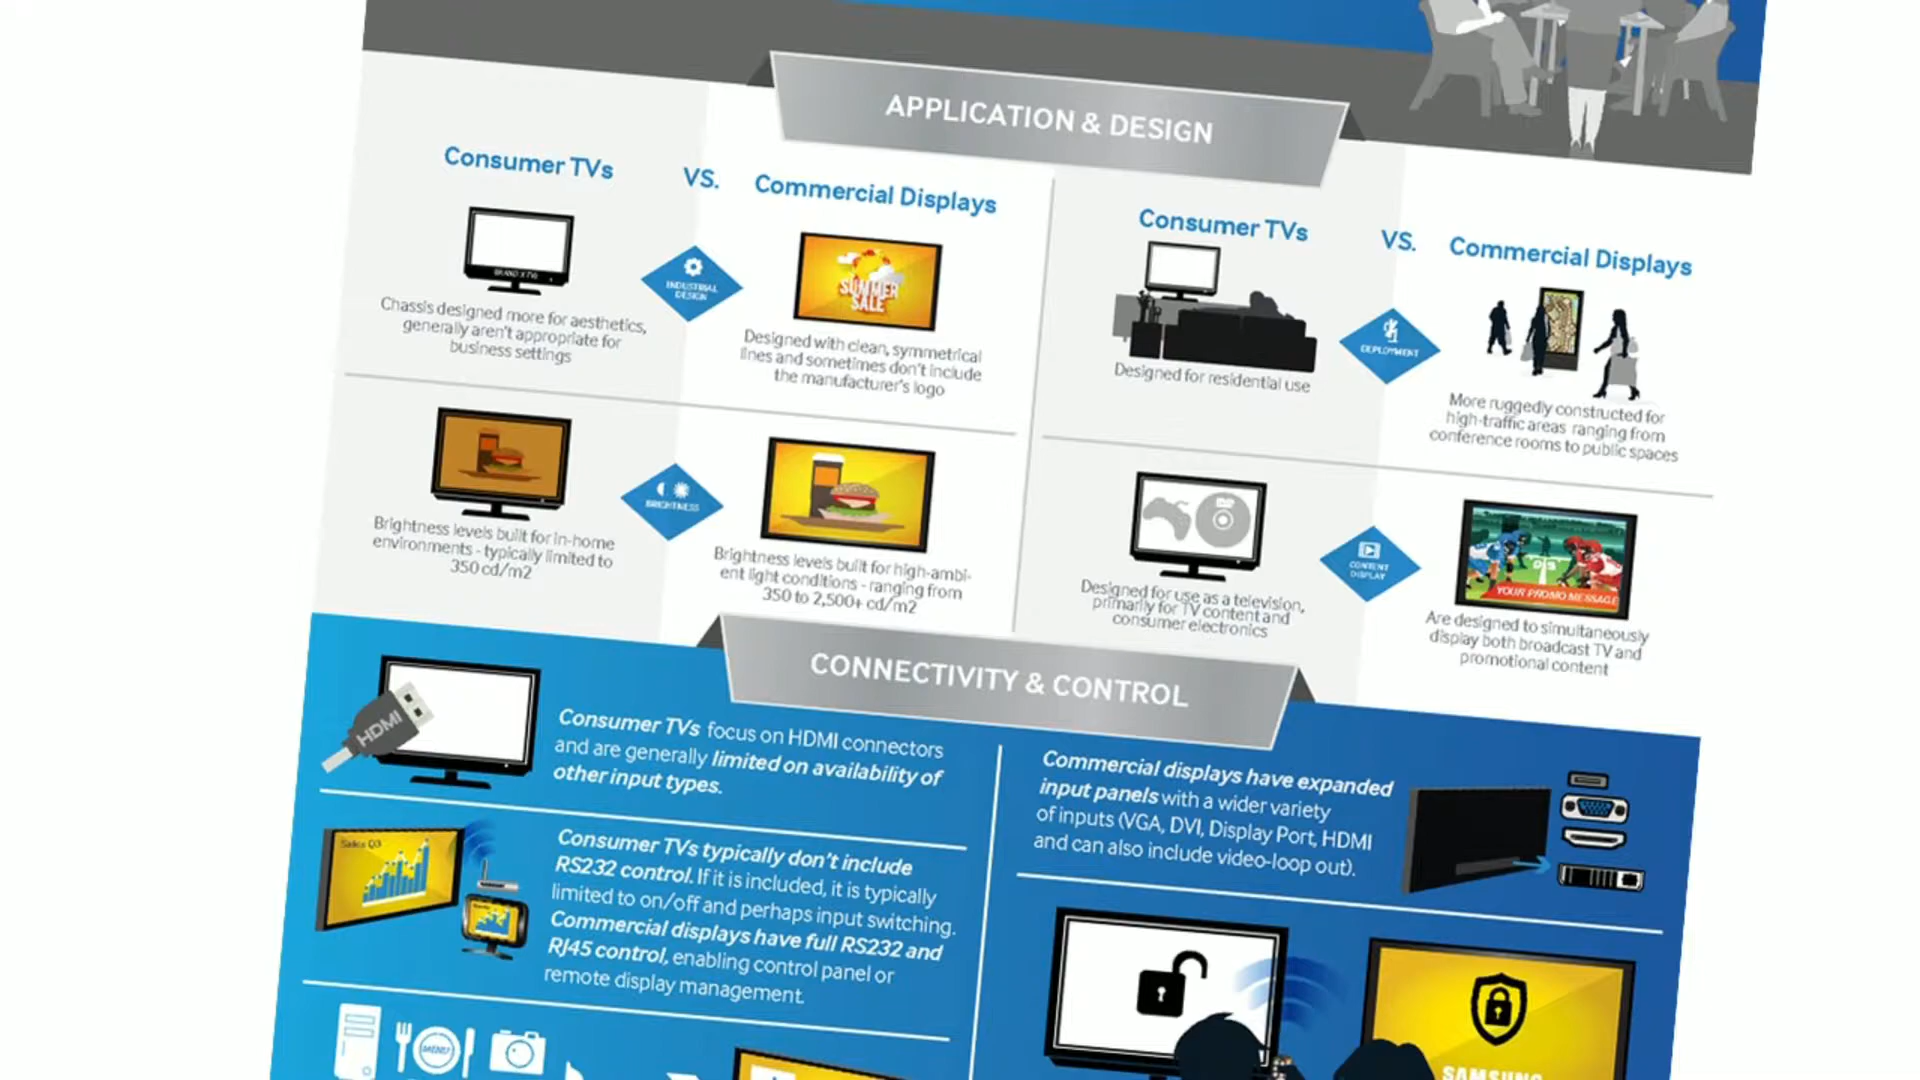 APPLICATION & DESIGN
Consumer TVs
VS.
Commercial Displays
BRAND X TVS
INDUSTRIAL
DESIGN
SUMMER
SALE
Chassis designed more for aesthetics,
generally aren't appropriate for
business settings
Designed with clean, symmetrical
lines and sometimes don't include
the manufacturer's logo
BRIGHTNESS
Brightness levels built for in-home
environments - typically limited to
350 cd/m2
Brightness levels built for high-ambi-
ent light conditions - ranging from
350 to 2,500+ cd/m2
Consumer TVs
VS.
Commercial Displays
DEPLOYMENT
Designed for residential use
More ruggedly constructed for
high-traffic areas ranging from
conference rooms to public spaces
DVD
CONTENT
DISPLAY
YOUR PROMO MESSAGE
Designed for use as a television,
primarily for TV content and
consumer electronics
Are designed to simultaneously
display both broadcast TV and
promotional content
CONNECTIVITY & CONTROL
HDMI
Consumer TVs focus on HDMI connectors
and are generally limited on availability of
other input types.
Sales Q3
Consumer TVs typically don't include
RS232 control. If it is included, it is typically
limited to on/off and perhaps input switching.
Commercial displays have full RS232 and
RJ45 control, enabling control panel or
remote display management.
MENU
Commercial displays have expanded
input panels with a wider variety
of inputs (VGA, DVI, Display Port, HDMI
and can also include video-loop out).
SAMSUNG